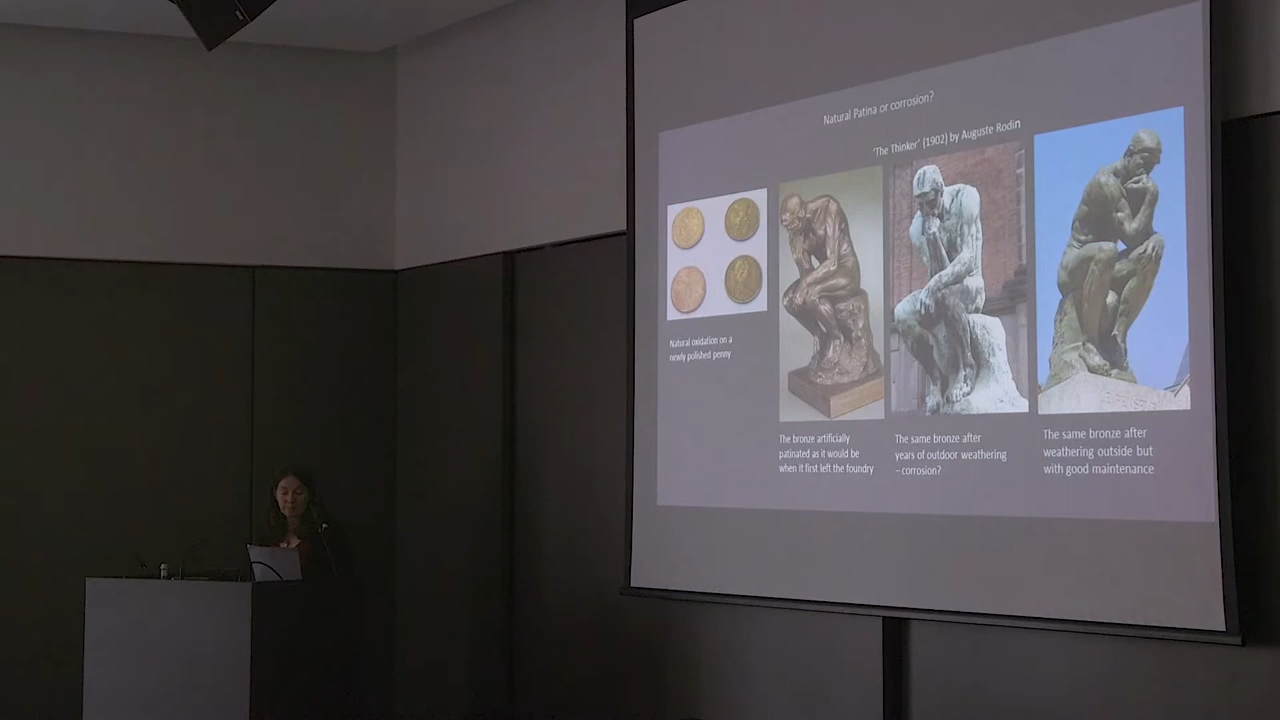 Natural Patina or corrosion?
'The Thinker' (1902) by Auguste Rodin
Natural oxidation on a
newly polished penny
The bronze artificially
patinated as it would be
when it first left the foundry
The same bronze after
years of outdoor weathering
– corrosion?
The same bronze after
weathering outside but
with good maintenance